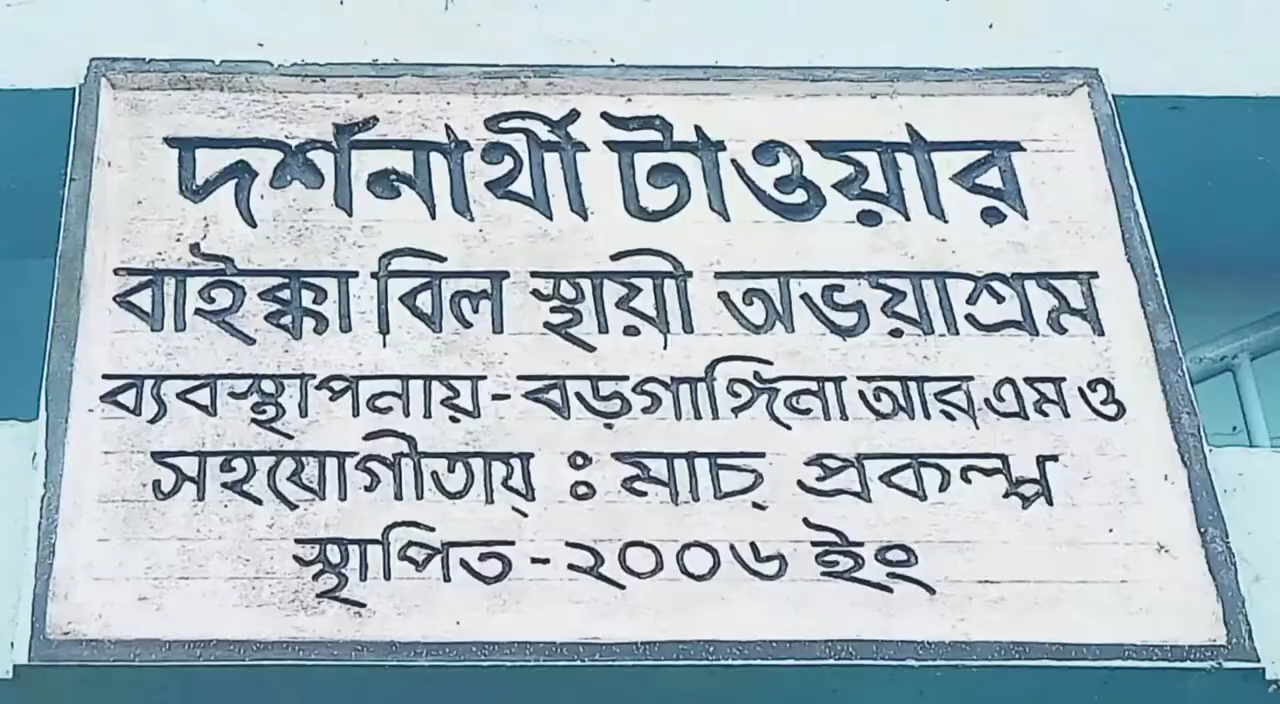 দর্শনার্থী টাওয়ার
বাইক্কা বিল স্থায়ী অভয়াশ্রম
ব্যবস্থাপনায়-বড়গাঙ্গিনা আর্ এম ও
সহযোগীতায় ঃ মাচ্ প্রকল্প
স্থাপিত-২০০৬ ইং